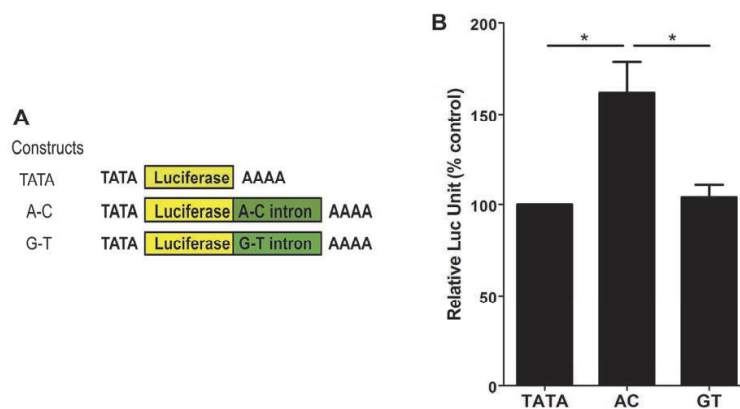 A
Constructs
TATA TATA Luciferase AAAA
A-C TATA Luciferase A-C intron AAAA
G-T TATA Luciferase G-T intron AAAA
B
Relative Luc Unit (% control)
200
150
100
50
0
* *
TATA AC GT